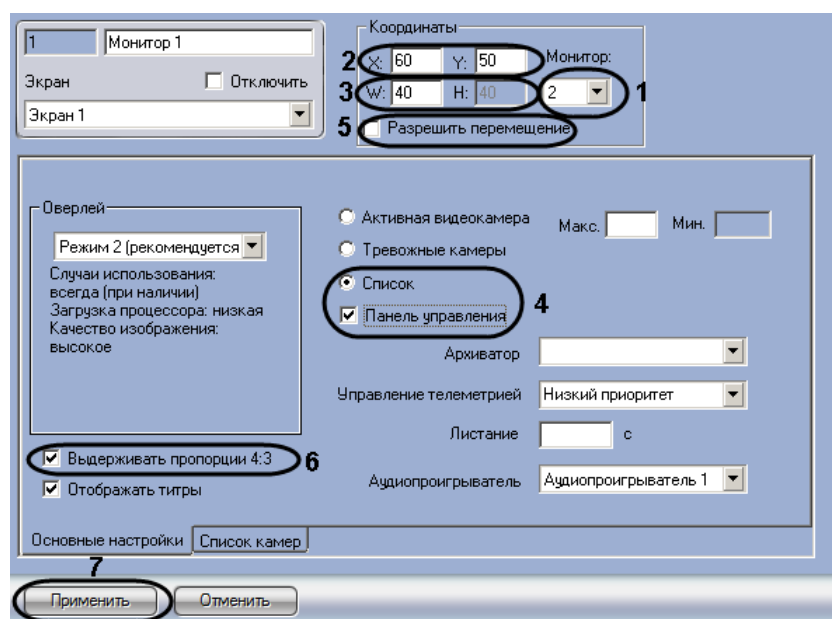 1 Монитор 1
Экран Отключить
Экран 1
Координаты
2 X: 60 Y: 50 Монитор:
3 W: 40 H: 40 2 1
5 Разрешить перемещение
Оверлей
Режим 2 (рекомендуется
Случаи использования:
всегда (при наличии)
Загрузка процессора: низкая
Качество изображения:
высокое
6 Выдерживать пропорции 4:3
Отображать титры
Активная видеокамера Макс. Мин.
Тревожные камеры
Список
Панель управления 4
Архиватор
Управление телеметрией Низкий приоритет
Листание с
Аудиопроигрыватель Аудиопроигрыватель 1
Основные настройки Список камер
7
Применить Отменить